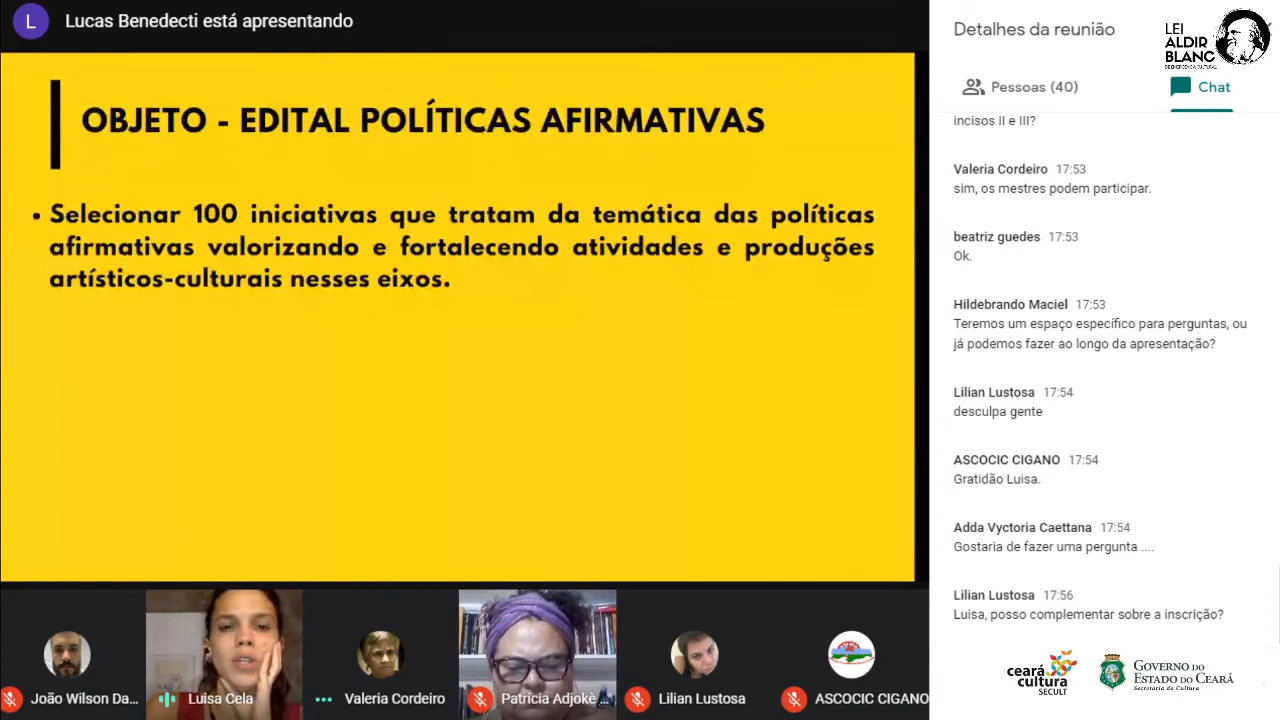 L
Lucas Benedecti está apresentando
OBJETO - EDITAL POLÍTICAS AFIRMATIVAS
• Selecionar 100 iniciativas que tratam da temática das políticas
afirmativas valorizando e fortalecendo atividades e produções
artísticos-culturais nesses eixos.
João Wilson Da...
Luisa Cela
Valeria Cordeiro
Patrícia Adjokè ...
Lilian Lustosa
ASCOCIC CIGANO
Detalhes da reunião
LEI
ALDIR
BLANC
DE EMERGÊNCIA CULTURAL
Pessoas (40)
Chat
incisos II e III?
Valeria Cordeiro 17:53
sim, os mestres podem participar.
beatriz guedes 17:53
Ok.
Hildebrando Maciel 17:53
Teremos um espaço específico para perguntas, ou
já podemos fazer ao longo da apresentação?
Lilian Lustosa 17:54
desculpa gente
ASCOCIC CIGANO 17:54
Gratidão Luisa.
Adda Vyctoria Caettana 17:54
Gostaria de fazer uma pergunta ....
Lilian Lustosa 17:56
Luisa, posso complementar sobre a inscrição?
ceará
cultura
SECULT
GOVERNO DO
ESTADO DO CEARÁ
Secretaria da Cultura